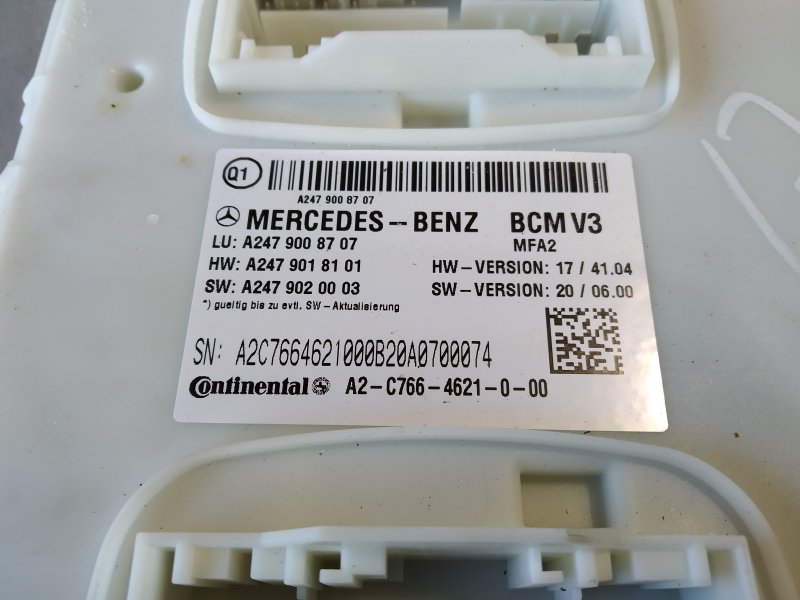 Q1
A247 900 87 07
MERCEDES--BENZ BCM V3
LU: A247 900 87 07 MFA2
HW: A247 901 81 01 HW-VERSION: 17 / 41.04
SW: A247 902 00 03 SW-VERSION: 20 / 06.00
*) gueltig bis zu evtl. SW-Aktualisierung
SN: A2C7664621000B20A0700074
Continental A2-C766-4621-0-00